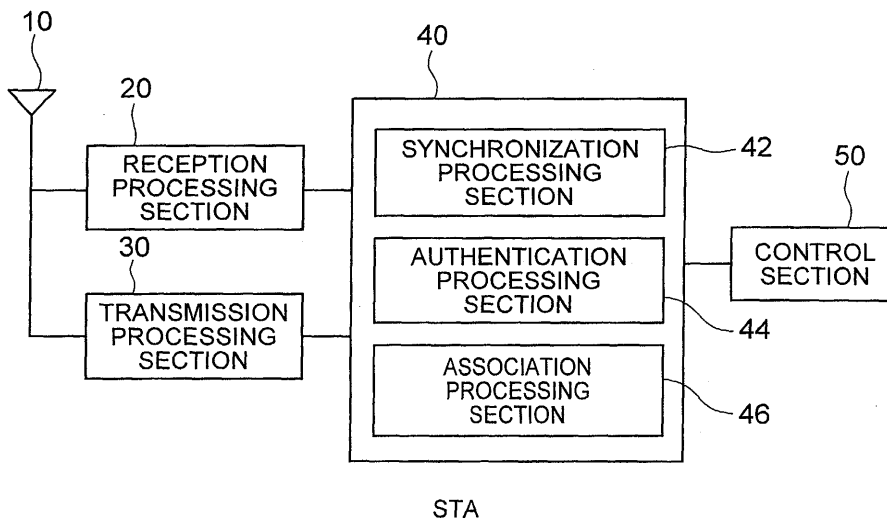 10
20
RECEPTION
PROCESSING
SECTION
30
TRANSMISSION
PROCESSING
SECTION
40
SYNCHRONIZATION
PROCESSING
SECTION
42
AUTHENTICATION
PROCESSING
SECTION
44
ASSOCIATION
PROCESSING
SECTION
46
50
CONTROL
SECTION
STA